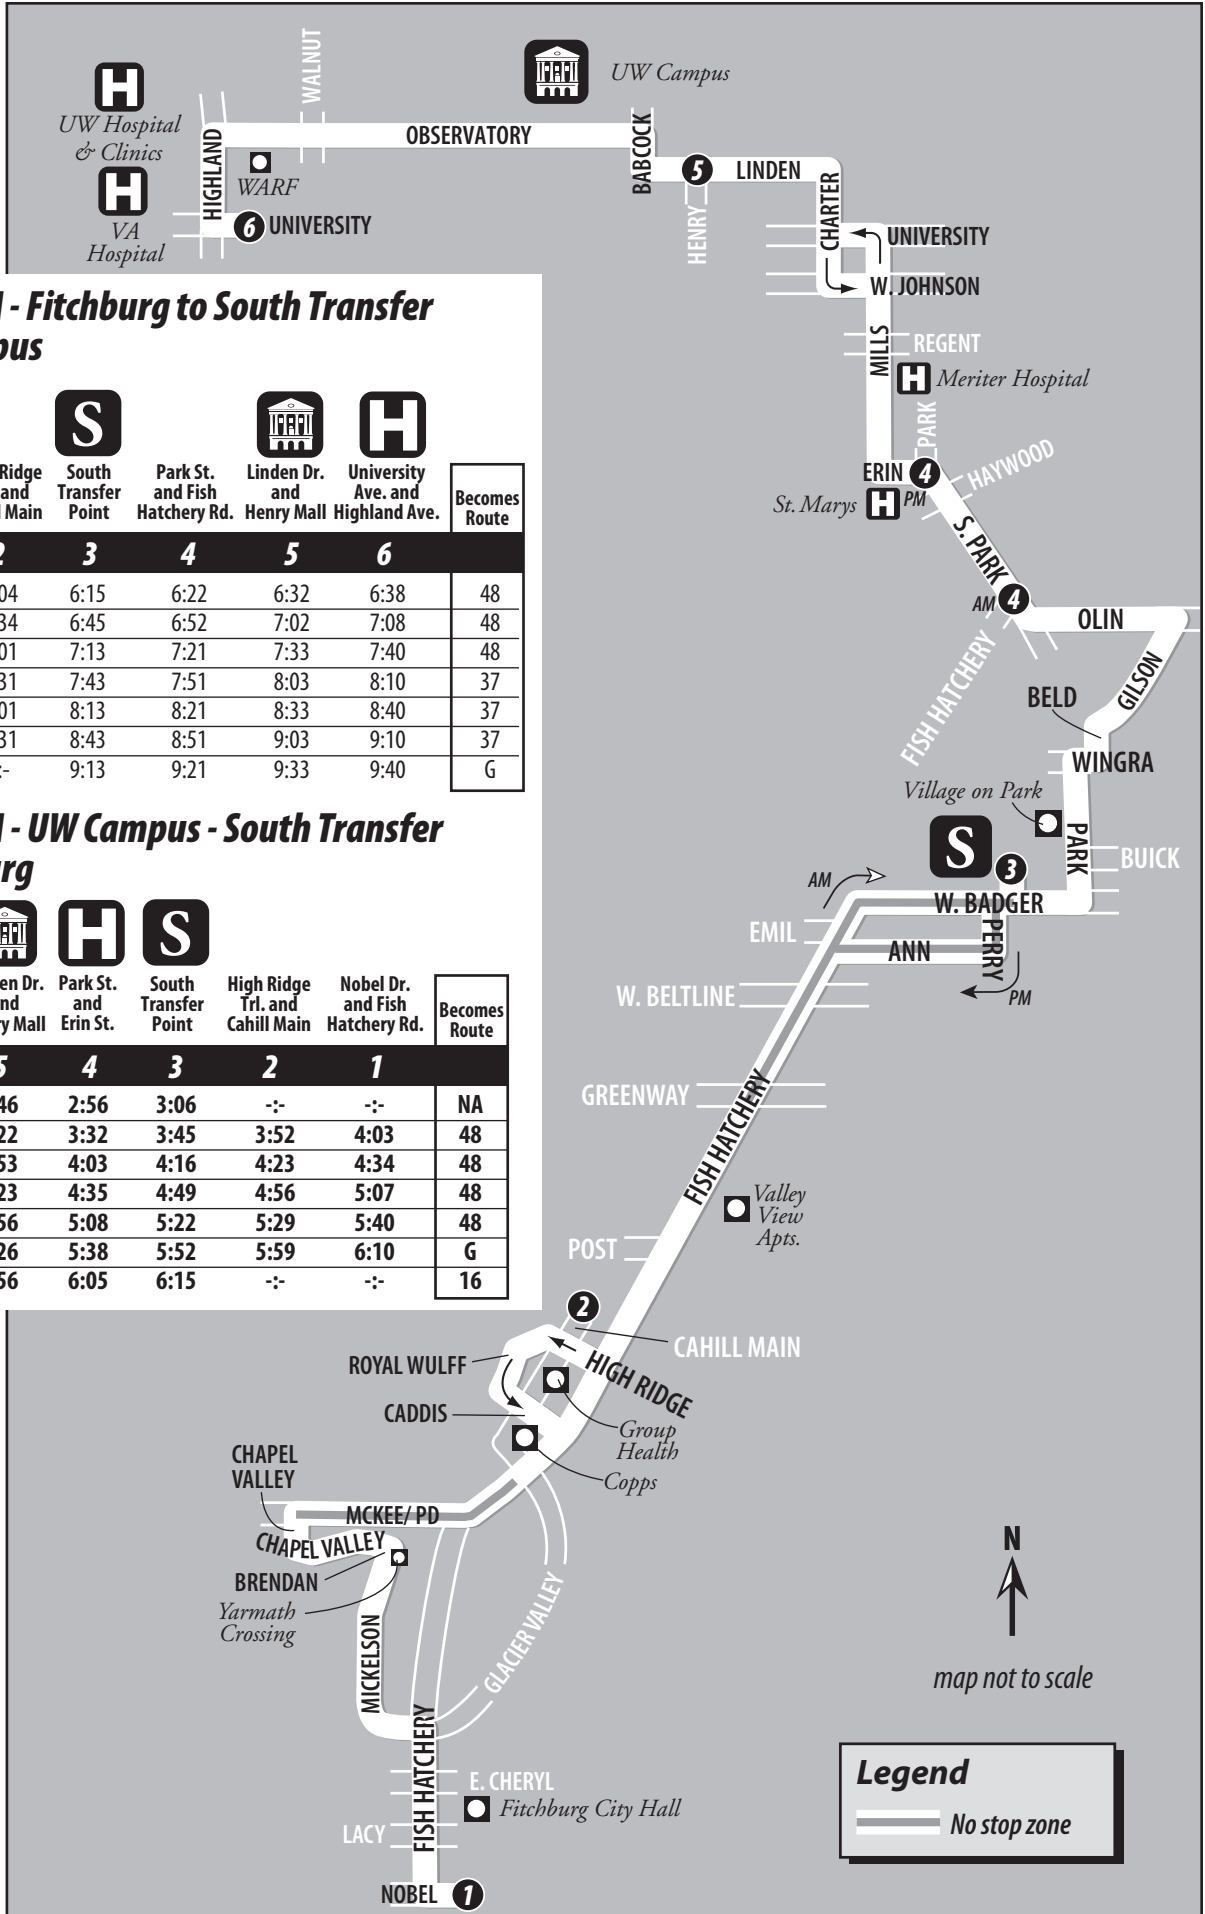 WALNUT
UW Campus
UW Hospital
& Clinics
HIGHLAND
OBSERVATORY
BABCOCK
WARF
5
LINDEN
H
VA
Hospital
6
UNIVERSITY
HENRY
CHARTER
UNIVERSITY
W. JOHNSON
MILLS
REGENT
H
Meriter Hospital
PARK
ERIN
4
PM
HAYWOOD
St. Marys
H
S. PARK
AM
4
OLIN
FISH HATCHERY
GILSON
BELD
WINGRA
Village on Park
PARK
BUICK
S
3
AM
W. BADGER
EMIL
ANN
PERRY
PM
W. BELTLINE
GREENWAY
FISH HATCHERY
Valley
View
Apts.
POST
2
CAHILL MAIN
ROYAL WULFF
HIGH RIDGE
CADDIS
Group
Health
Copps
CHAPEL
VALLEY
MCKEE/ PD
CHAPEL VALLEY
BRENDAN
Yarmath
Crossing
MICKELSON
GLACIER VALLEY
FISH HATCHERY
E. CHERYL
Fitchburg City Hall
LACY
NOBEL
1
N
map not to scale
Legend
No stop zone
- Fitchburg to South Transfer
S
H
Ridge South Park St. Linden Dr. University
and Transfer and Fish and Ave. and Becomes
Main Point Hatchery Rd. Henry Mall Highland Ave. Route
3 4 5 6
04 6:15 6:22 6:32 6:38 48
34 6:45 6:52 7:02 7:08 48
01 7:13 7:21 7:33 7:40 48
31 7:43 7:51 8:03 8:10 37
01 8:13 8:21 8:33 8:40 37
31 8:43 8:51 9:03 9:10 37
:- 9:13 9:21 9:33 9:40 G
- UW Campus - South Transfer
H
S
en Dr. Park St. South High Ridge Nobel Dr.
nd and Transfer Trl. and and Fish Becomes
y Mall Erin St. Point Cahill Main Hatchery Rd. Route
5 4 3 2 1
46 2:56 3:06 -:- -:- NA
22 3:32 3:45 3:52 4:03 48
53 4:03 4:16 4:23 4:34 48
23 4:35 4:49 4:56 5:07 48
56 5:08 5:22 5:29 5:40 48
26 5:38 5:52 5:59 6:10 G
56 6:05 6:15 -:- -:- 16